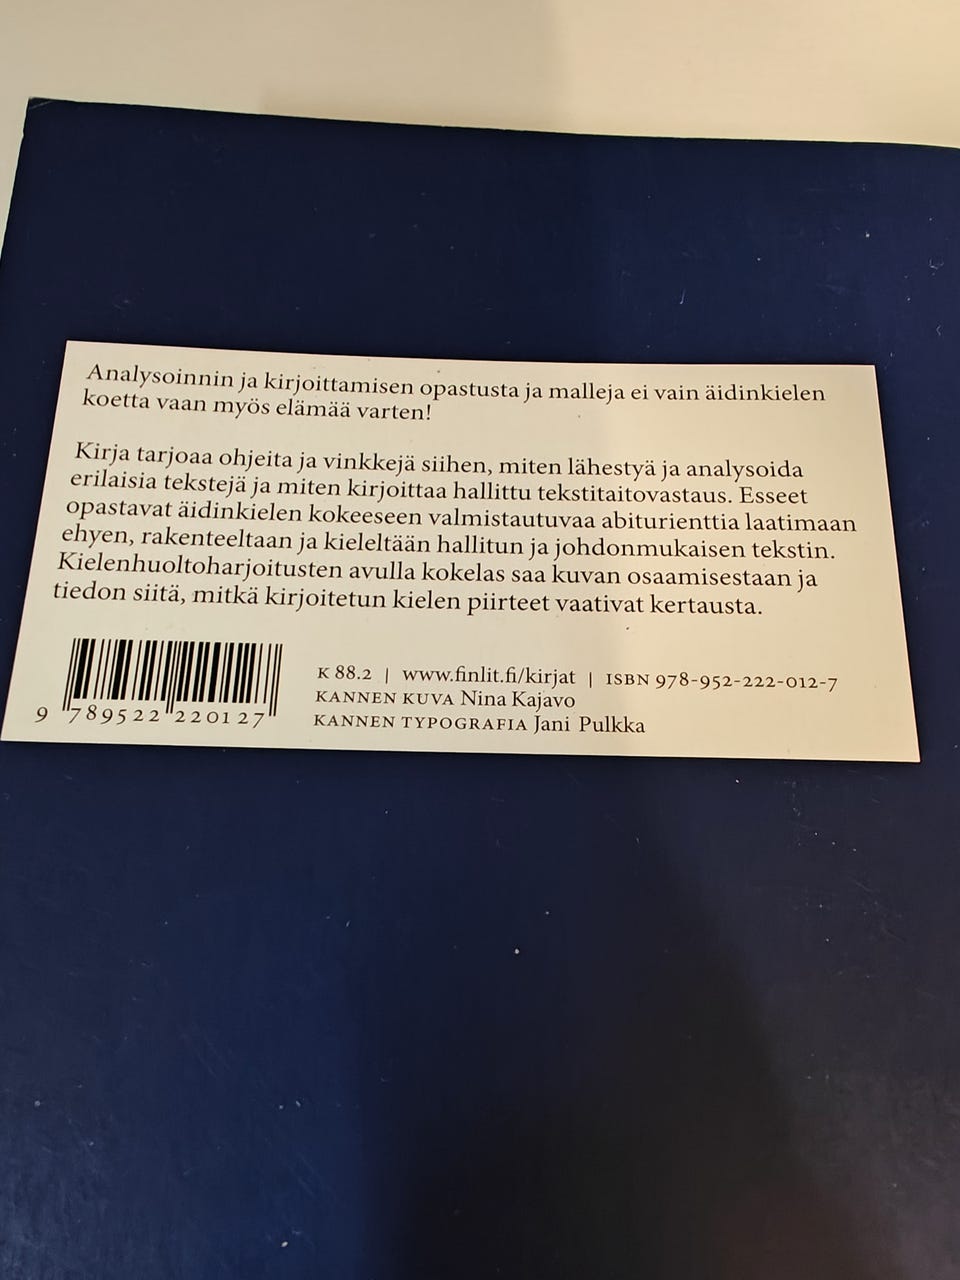 Analysoinnin ja kirjoittamisen opastusta ja malleja ei vain äidinkielen
koetta vaan myös elämää varten!
Kirja tarjoaa ohjeita ja vinkkejä siihen, miten lähestyä ja analysoida
erilaisia tekstejä ja miten kirjoittaa hallittu tekstitaitovastaus. Esseet
opastavat äidinkielen kokeeseen valmistautuvaa abiturienttia laatimaan
ehyen, rakenteeltaan ja kieleltään hallitun ja johdonmukaisen tekstin.
Kielenhuoltoharjoitusten avulla kokelas saa kuvan osaamisestaan ja
tiedon siitä, mitkä kirjoitetun kielen piirteet vaativat kertausta.
K 88.2 | www.finlit.fi/kirjat | ISBN 978-952-222-012-7
KANNEN KUVA Nina Kajavo
KANNEN TYPOGRAFIA Jani Pulkka
9 789522 220127